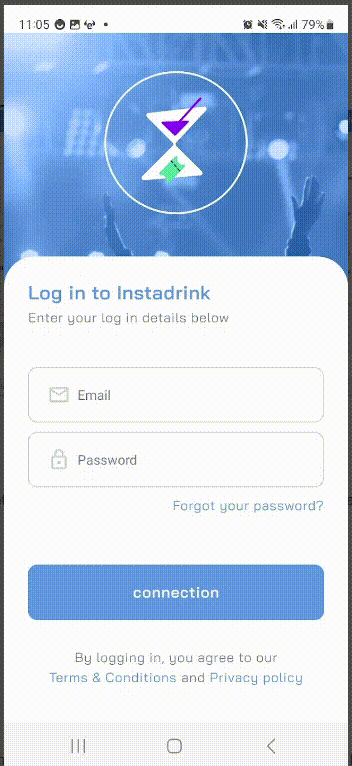 11:05 79%
Log in to Instadrink
Enter your log in details below
Email
Password
Forgot your password?
connection
By logging in, you agree to our
Terms & Conditions and Privacy policy